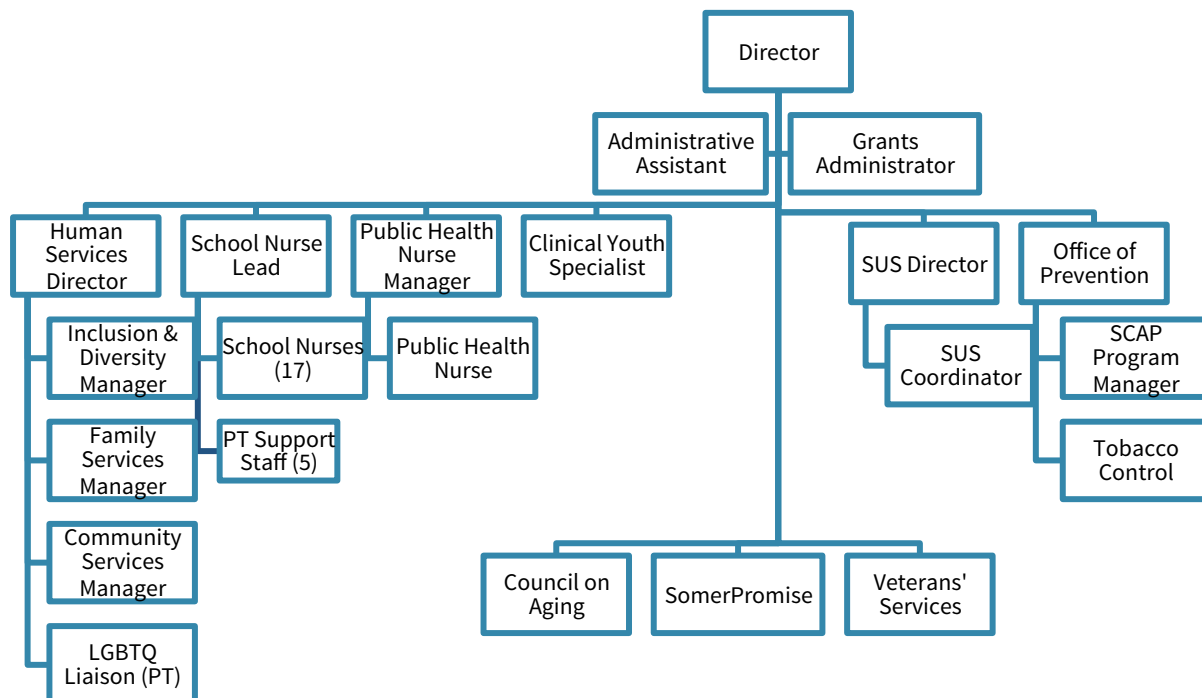 Director
Administrative
Assistant
Grants
Administrator
Human
Services
Director
School Nurse
Lead
Public Health
Nurse
Manager
Clinical Youth
Specialist
SUS Director
Office of
Prevention
Inclusion &
Diversity
Manager
School Nurses
(17)
Public Health
Nurse
SUS
Coordinator
SCAP
Program
Manager
Family
Services
Manager
PT Support
Staff (5)
Tobacco
Control
Community
Services
Manager
Council on
Aging
SomerPromise
Veterans'
Services
LGBTQ
Liaison (PT)